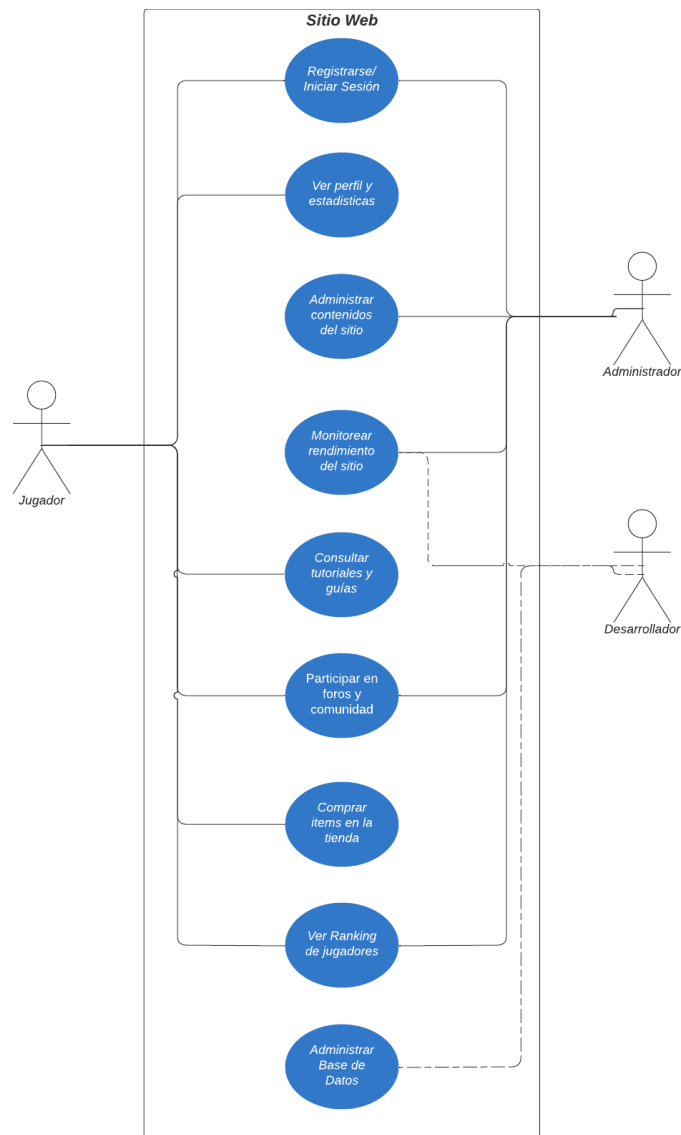 Sitio Web
Registrarse/
Iniciar Sesión
Ver perfil y
estadisticas
Administrar
contenidos
del sitio
Administrador
Monitorear
rendimiento
del sitio
Jugador
Consultar
tutoriales y
guías
Desarrollador
Participar en
foros y
comunidad
Comprar
items en la
tienda
Ver Ranking
de jugadores
Administrar
Base de
Datos